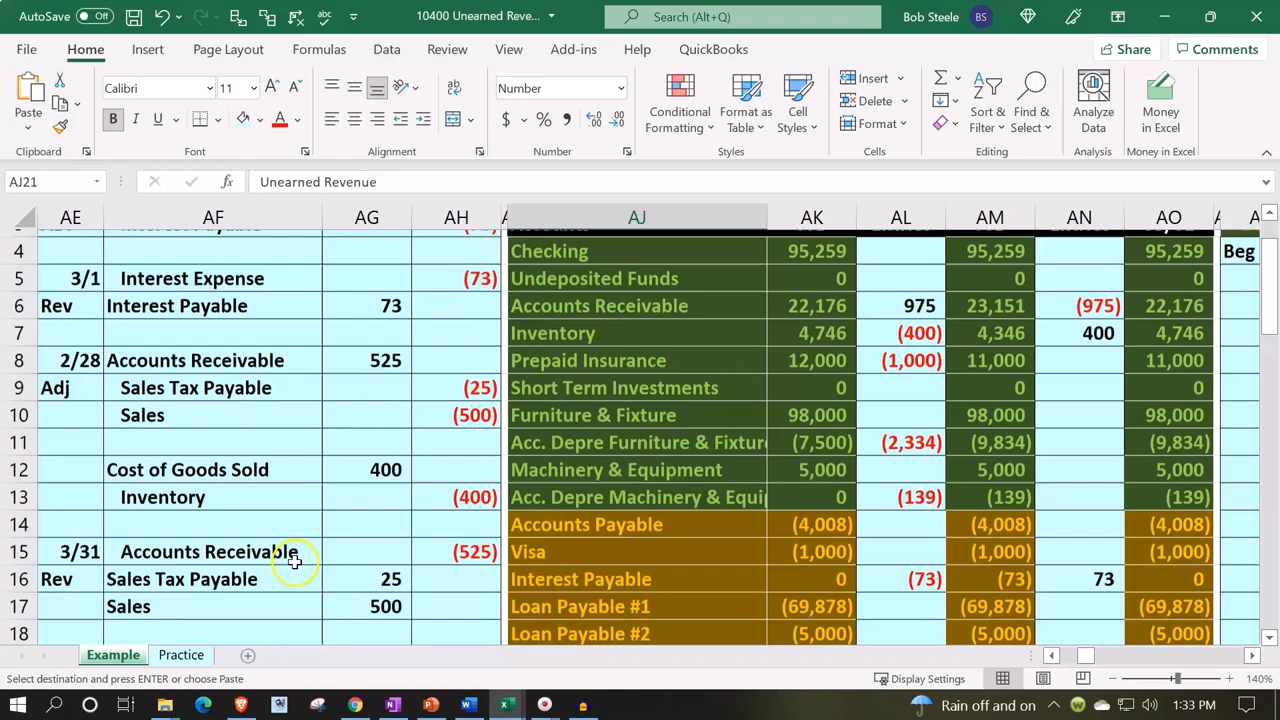 AutoSave Off 10400 Unearned Reve... Search (Alt+Q) Bob Steele BS
File Home Insert Page Layout Formulas Data Review View Add-ins Help QuickBooks Share Comments
Calibri 11 Number Insert
Paste Conditional Format as Cell Delete Sort & Find & Analyze Money
Formatting Table Styles Format Filter Select Data in Excel
Clipboard Font Alignment Number Styles Cells Editing Analysis Money in Excel
AJ21 Unearned Revenue
AE AF AG AH AJ AK AL AM AN AO
4 Checking 95,259 95,259 95,259 Beg
5 3/1 Interest Expense (73) Undeposited Funds 0 0 0
6 Rev Interest Payable 73 Accounts Receivable 22,176 975 23,151 (975) 22,176
7 Inventory 4,746 (400) 4,346 400 4,746
8 2/28 Accounts Receivable 525 Prepaid Insurance 12,000 (1,000) 11,000 11,000
9 Adj Sales Tax Payable (25) Short Term Investments 0 0 0
10 Sales (500) Furniture & Fixture 98,000 98,000 98,000
11 Acc. Depre Furniture & Fixture (7,500) (2,334) (9,834) (9,834)
12 Cost of Goods Sold 400 Machinery & Equipment 5,000 5,000 5,000
13 Inventory (400) Acc. Depre Machinery & Equip 0 (139) (139) (139)
14 Accounts Payable (4,008) (4,008) (4,008)
15 3/31 Accounts Receivable (525) Visa (1,000) (1,000) (1,000)
16 Rev Sales Tax Payable 25 Interest Payable 0 (73) (73) 73 0
17 Sales 500 Loan Payable #1 (69,878) (69,878) (69,878)
18 Loan Payable #2 (5,000) (5,000) (5,000)
Example Practice
Select destination and press ENTER or choose Paste Display Settings 140%
Rain off and on 1:33 PM